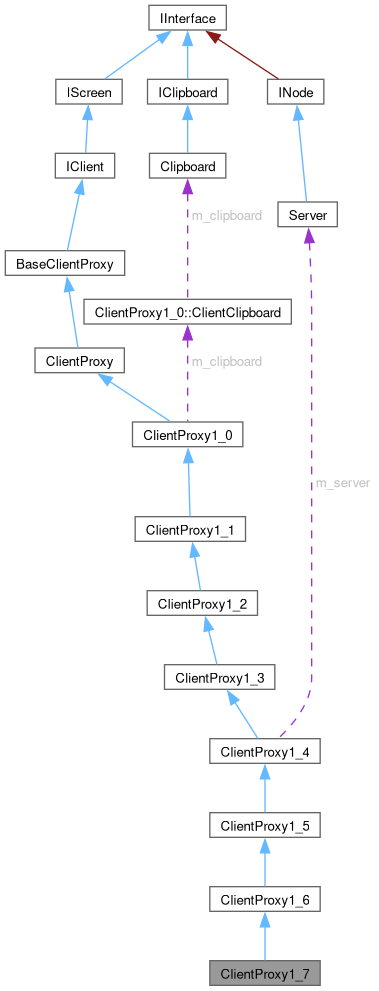 IInterface
IScreen
IClipboard
INode
IClient
Clipboard
Server
m_clipboard
BaseClientProxy
ClientProxy1_0::ClientClipboard
ClientProxy
m_clipboard
ClientProxy1_0
m_server
ClientProxy1_1
ClientProxy1_2
ClientProxy1_3
ClientProxy1_4
ClientProxy1_5
ClientProxy1_6
ClientProxy1_7